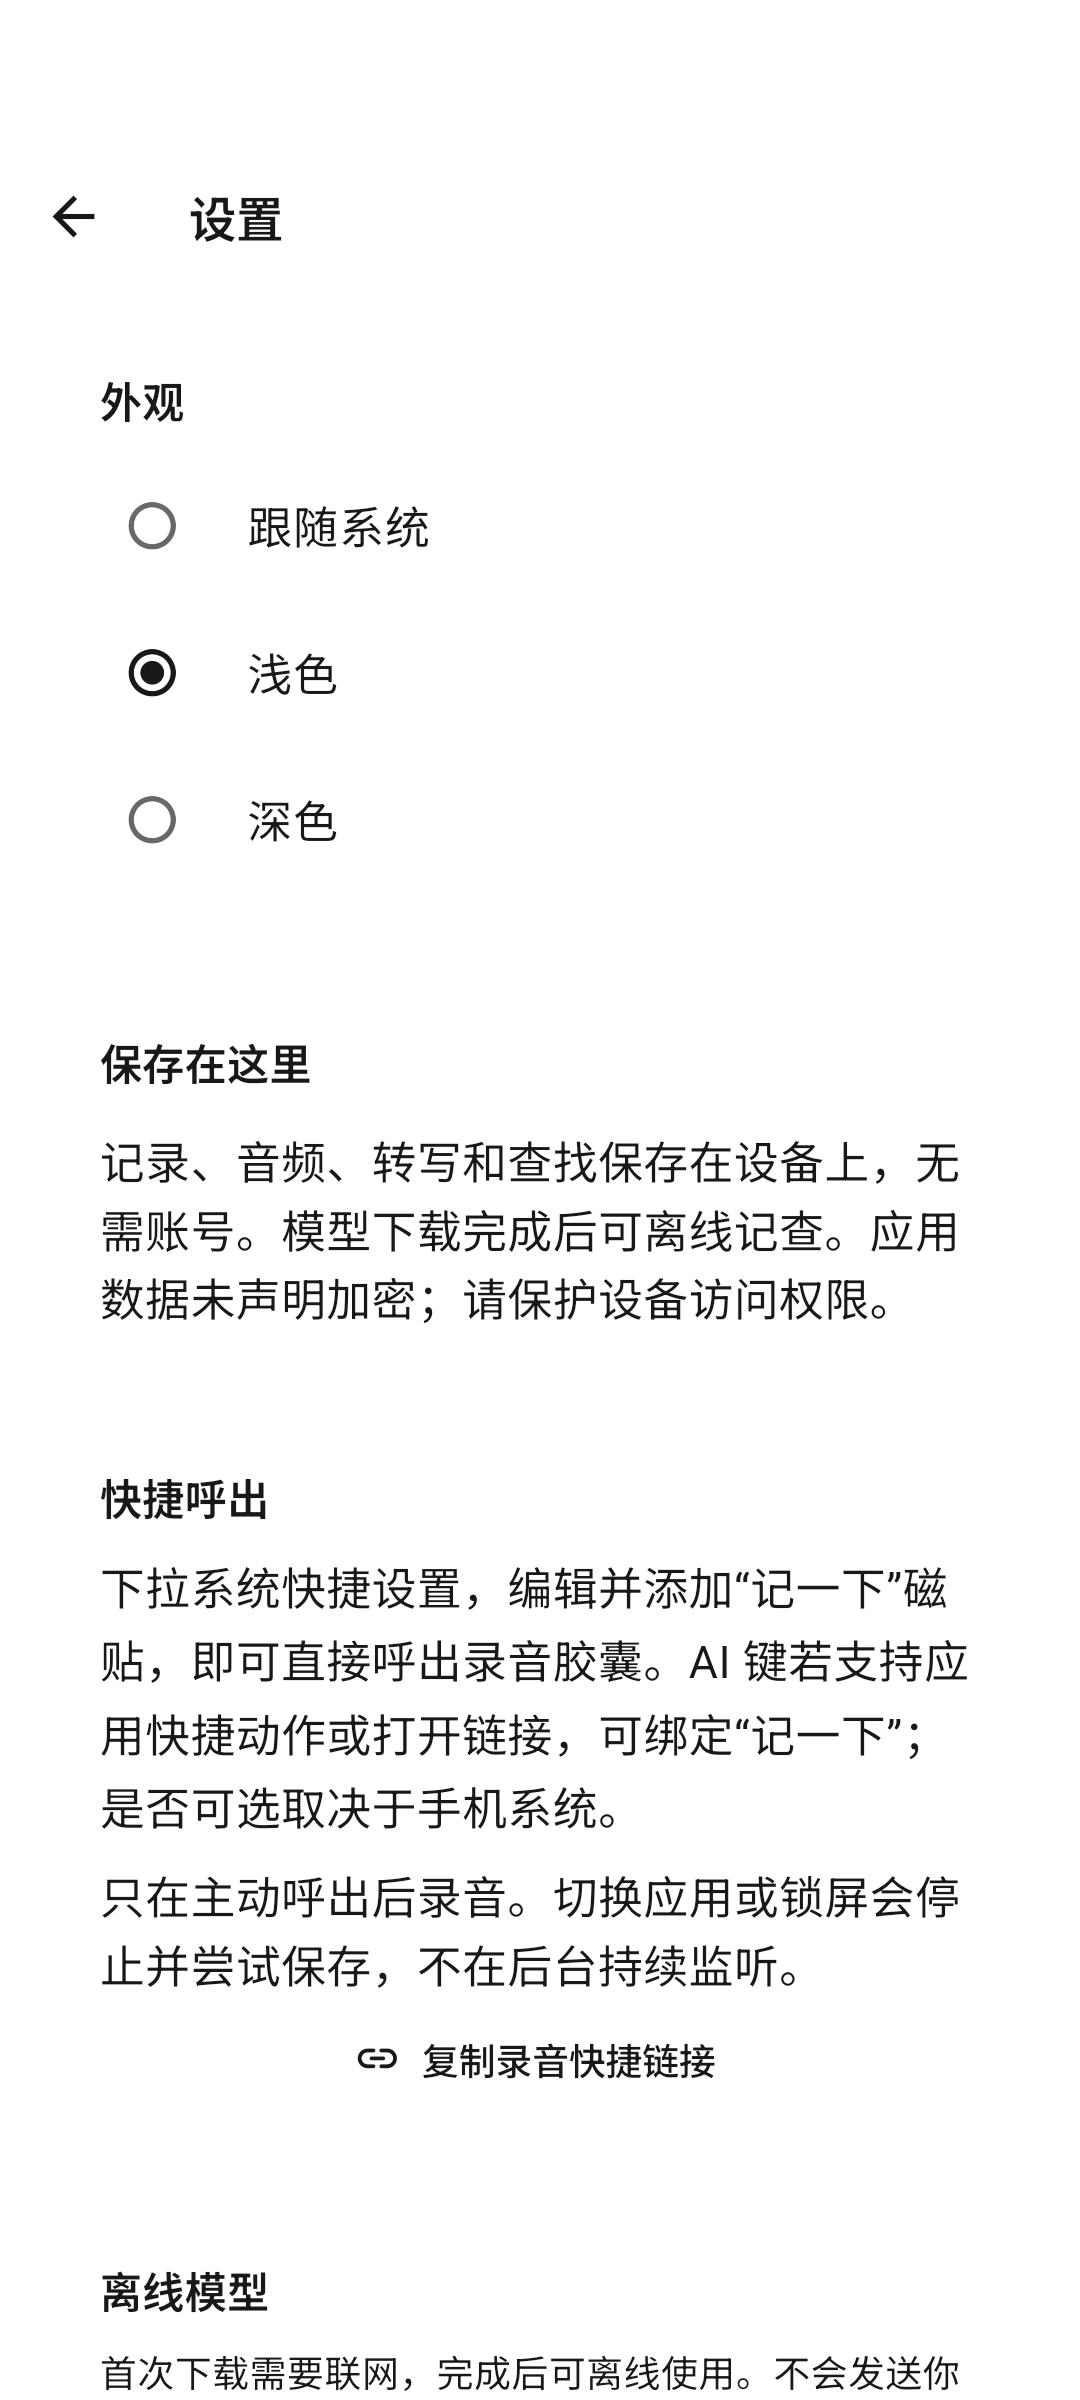 设置
外观
跟随系统
浅色
深色
保存在这里
记录、音频、转写和查找保存在设备上，无
需账号。模型下载完成后可离线记查。应用
数据未声明加密；请保护设备访问权限。
快捷呼出
下拉系统快捷设置，编辑并添加“记一下”磁
贴，即可直接呼出录音胶囊。AI 键若支持应
用快捷动作或打开链接，可绑定“记一下”；
是否可选取决于手机系统。
只在主动呼出后录音。切换应用或锁屏会停
止并尝试保存，不在后台持续监听。
复制录音快捷链接
离线模型
首次下载需要联网，完成后可离线使用。不会发送你